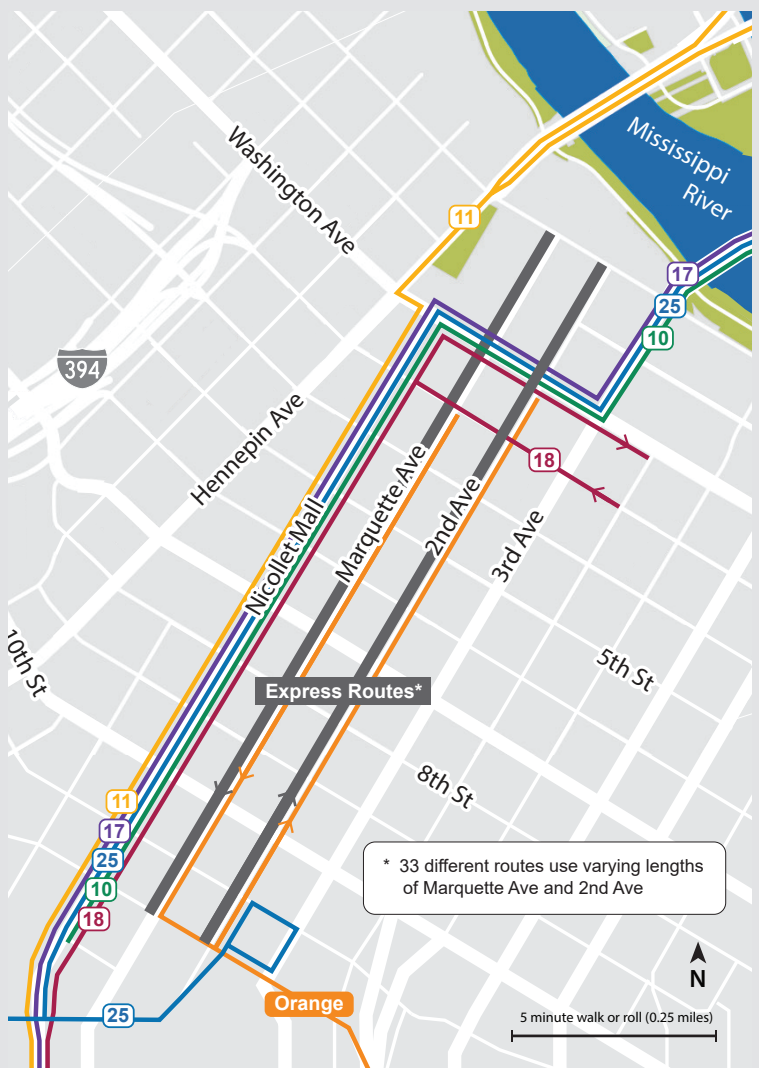 Washington Ave
Mississippi
River
11
17
25
10
394
Hennepin Ave
18
Nicollet Mall
Marquette Ave
2nd Ave
3rd Ave
10th St
5th St
Express Routes*
8th St
11
17
25
10
18
* 33 different routes use varying lengths
of Marquette Ave and 2nd Ave
N
Orange
25
5 minute walk or roll (0.25 miles)